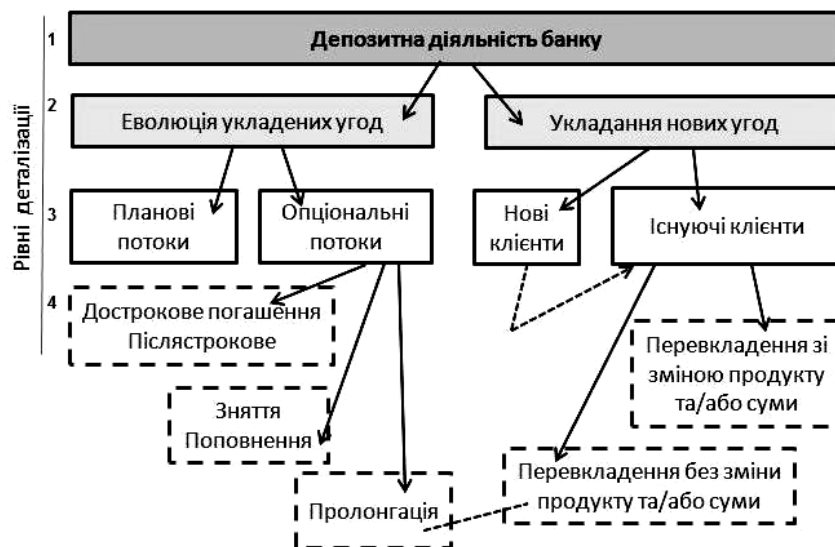 Рівні деталізації
1
Депозитна діяльність банку
2
Еволюція укладених угод
Укладання нових угод
3
Планові
потоки
Опціональні
потоки
Нові
клієнти
Існуючі клієнти
4
Дострокове погашення
Післястрокове
Перевкладення зі
зміною продукту
та/або суми
Зняття
Поповнення
Перевкладення без зміни
продукту та/або суми
Пролонгація